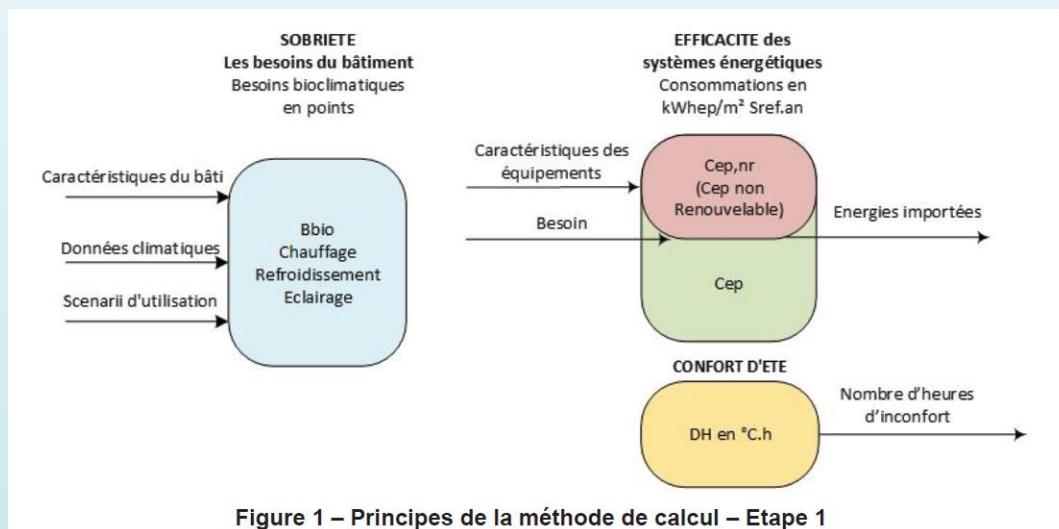 SOBRIETE
Les besoins du bâtiment
Besoins bioclimatiques
en points
Caractéristiques du bâti
Données climatiques
Scenarii d'utilisation
Bbio
Chauffage
Refroidissement
Eclairage
EFFICACITE des
systèmes énergétiques
Consommations en
kWhep/m² Sref.an
Caractéristiques des
équipements
Besoin
Cep,nr
(Cep non
Renouvelable)
Cep
Energies importées
CONFORT D'ETE
DH en °C.h
Nombre d’heures
d’inconfort
Figure 1 – Principes de la méthode de calcul – Etape 1